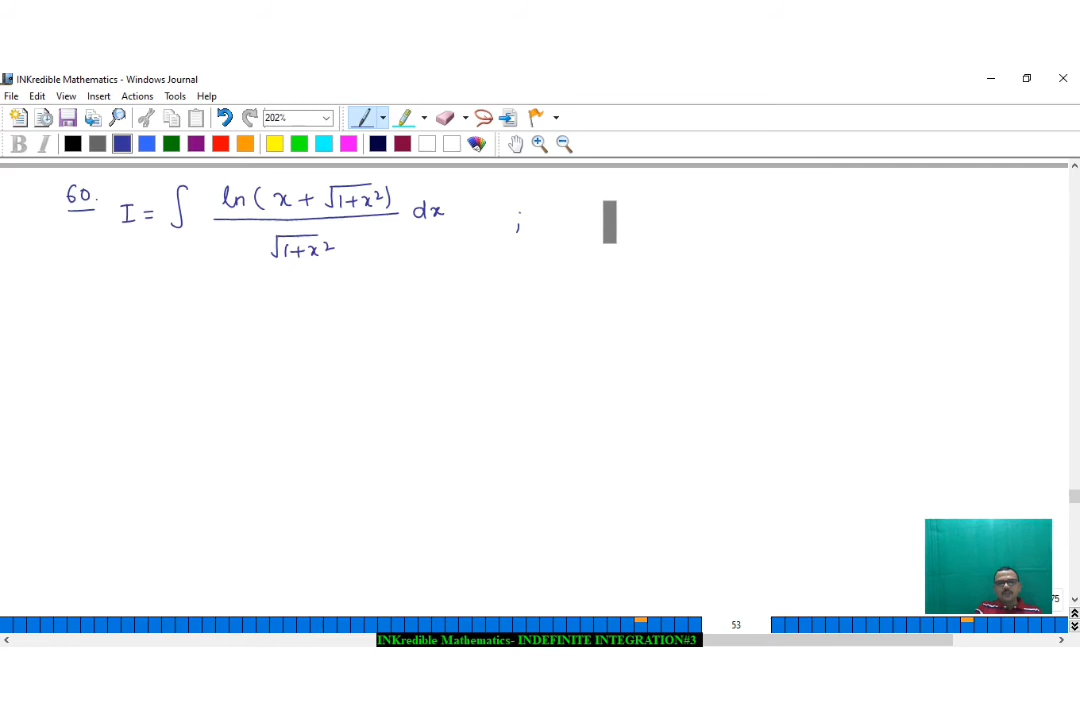 INKredible Mathematics - Windows Journal
File Edit View Insert Actions Tools Help
202%
B I
60. I = ∫ ln(x + √(1+x²)) / √(1+x²) dx ;
75
53
INKredible Mathematics- INDEFINITE INTEGRATION#3